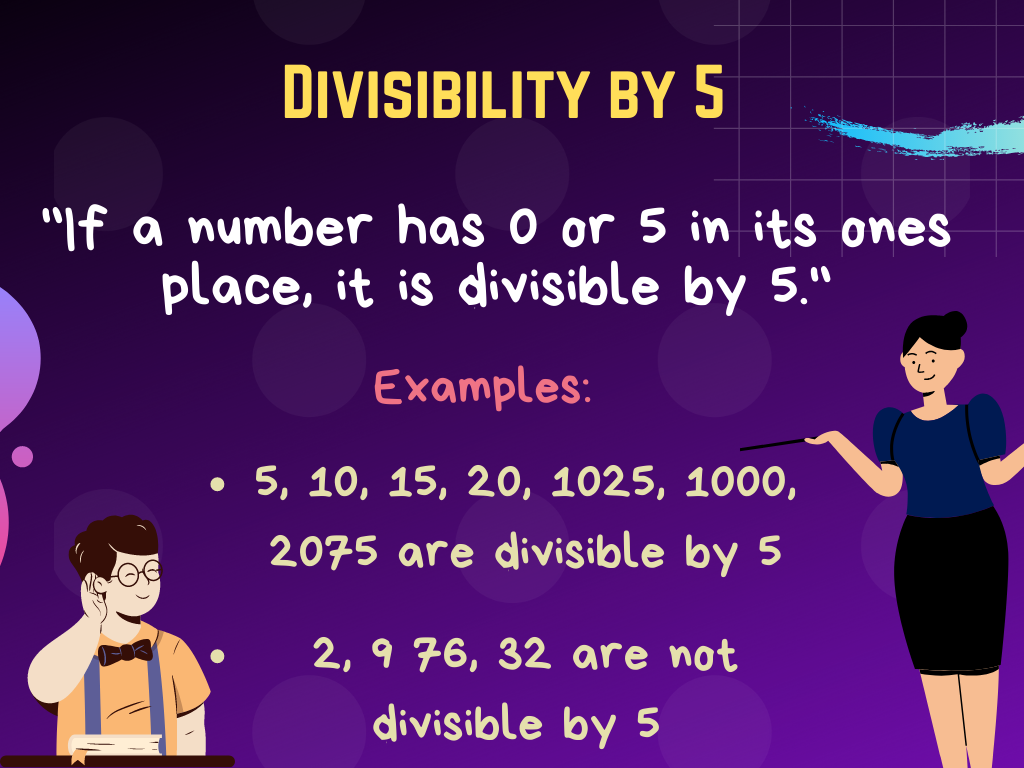 Divisibility by 5
"If a number has 0 or 5 in its ones
place, it is divisible by 5."
Examples:
• 5, 10, 15, 20, 1025, 1000,
2075 are divisible by 5
• 2, 9 76, 32 are not
divisible by 5